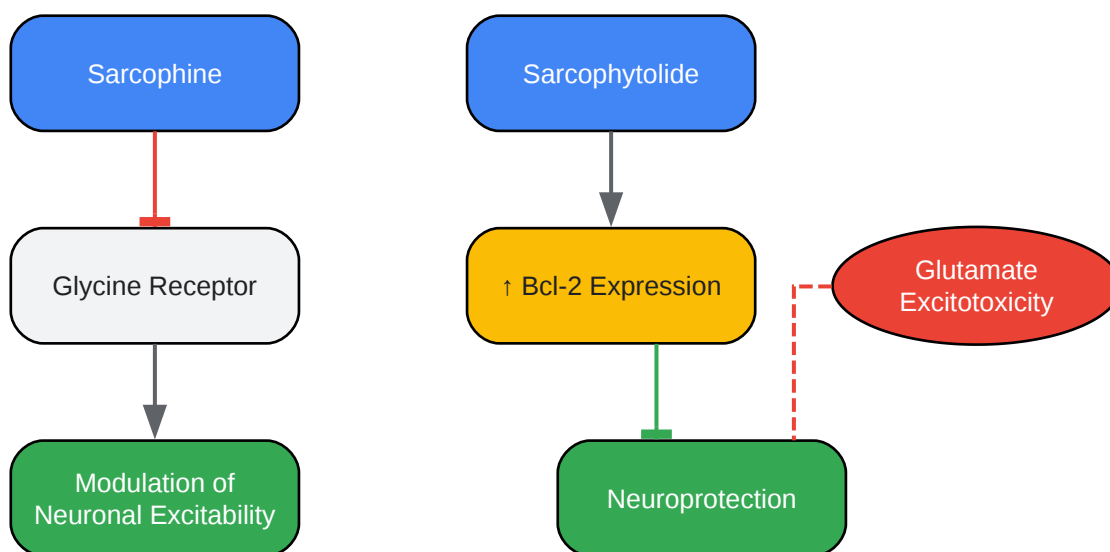 Sarcophine
Sarcophytolide
Glycine Receptor
↑ Bcl-2 Expression
Glutamate
Excitotoxicity
Modulation of
Neuronal Excitability
Neuroprotection